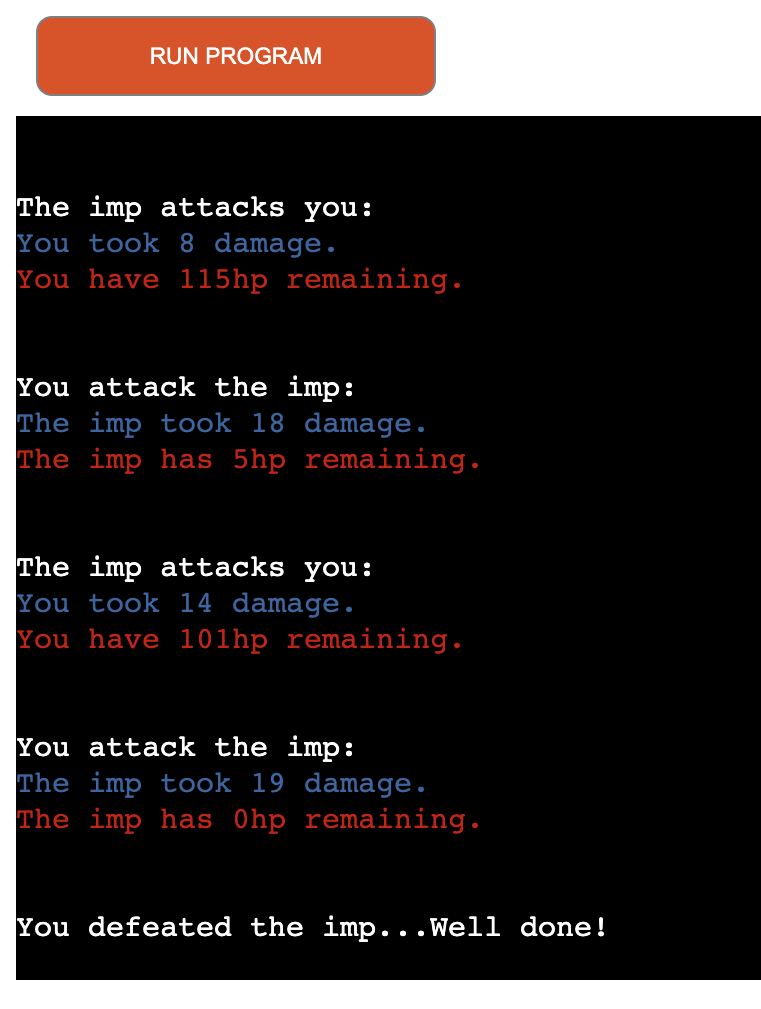 RUN PROGRAM
The imp attacks you:
You took 8 damage.
You have 115hp remaining.
You attack the imp:
The imp took 18 damage.
The imp has 5hp remaining.
The imp attacks you:
You took 14 damage.
You have 101hp remaining.
You attack the imp:
The imp took 19 damage.
The imp has 0hp remaining.
You defeated the imp...Well done!